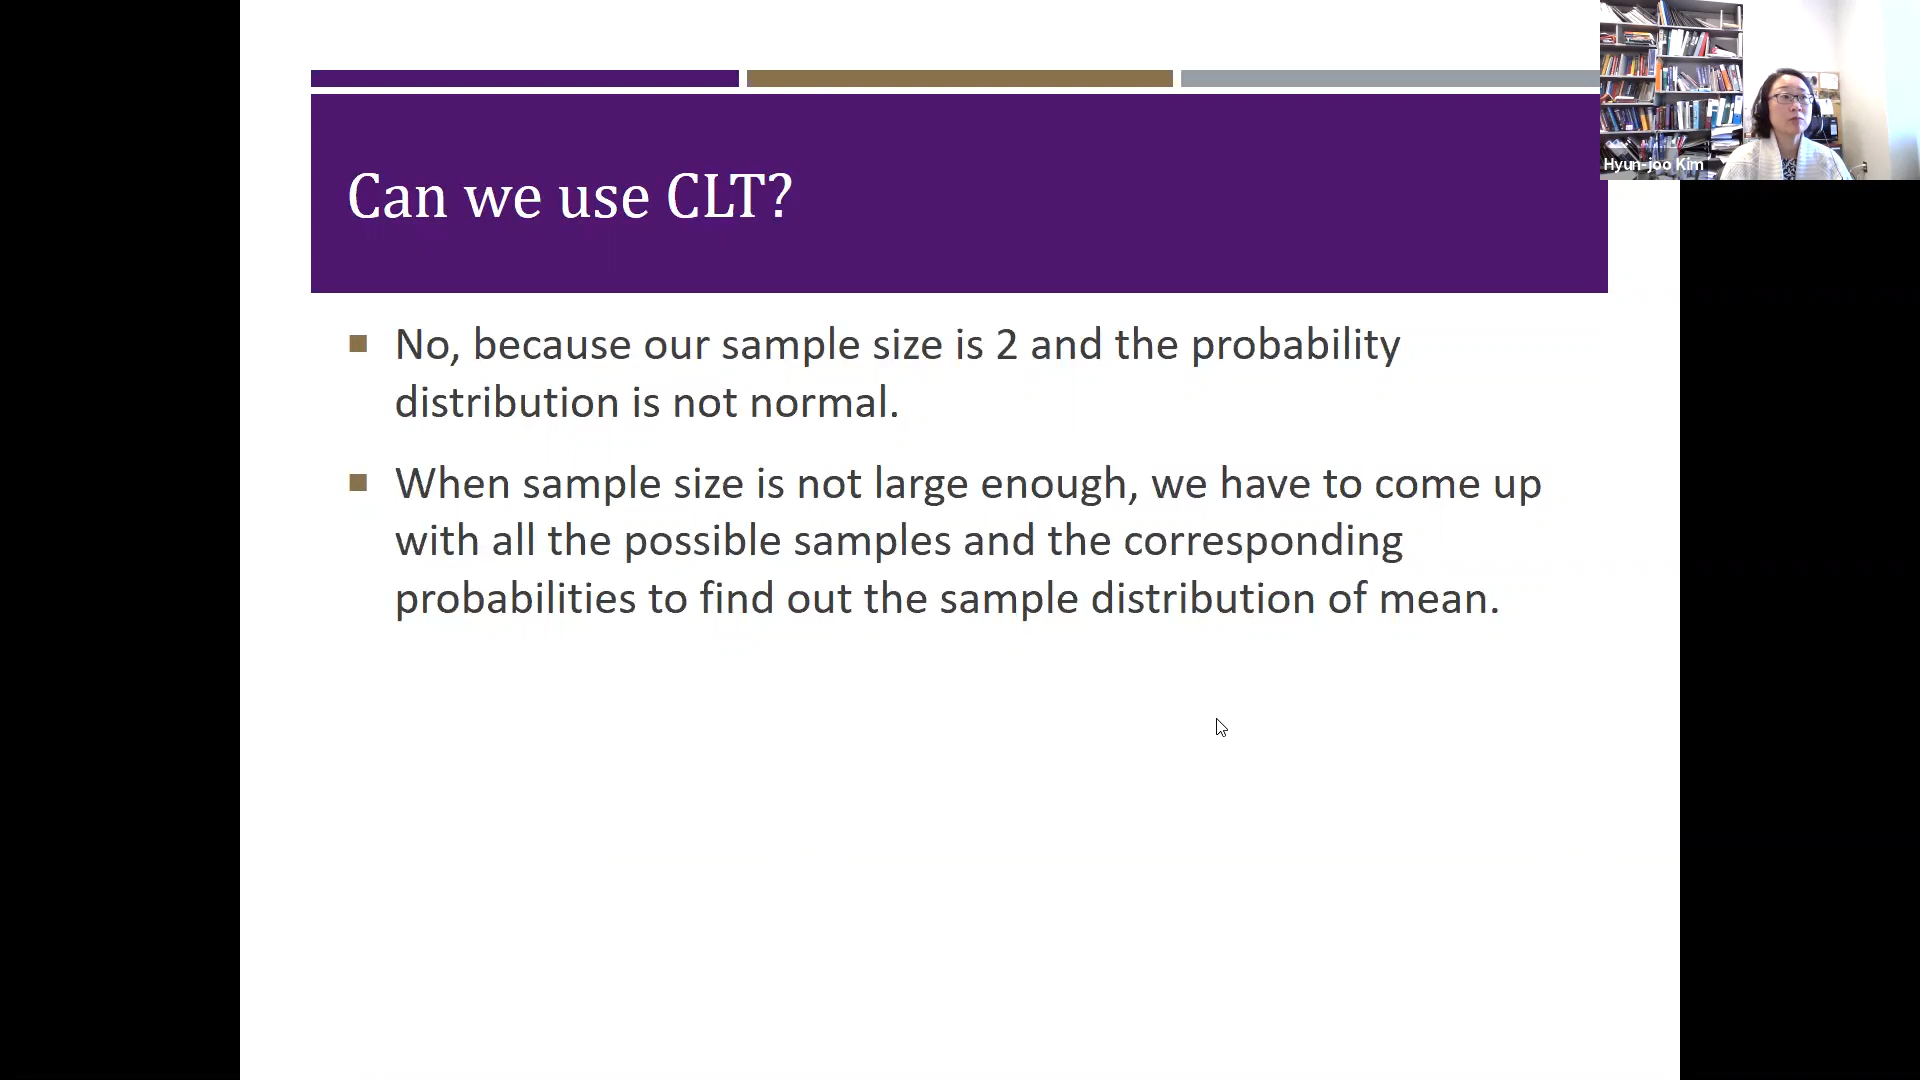 Can we use CLT?
Hyun-joo Kim
No, because our sample size is 2 and the probability
distribution is not normal.
When sample size is not large enough, we have to come up
with all the possible samples and the corresponding
probabilities to find out the sample distribution of mean.